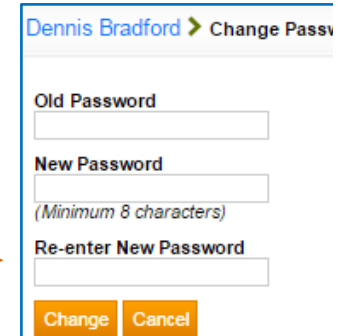 Dennis Bradford > Change Passw
Old Password
New Password
(Minimum 8 characters)
Re-enter New Password
Change Cancel